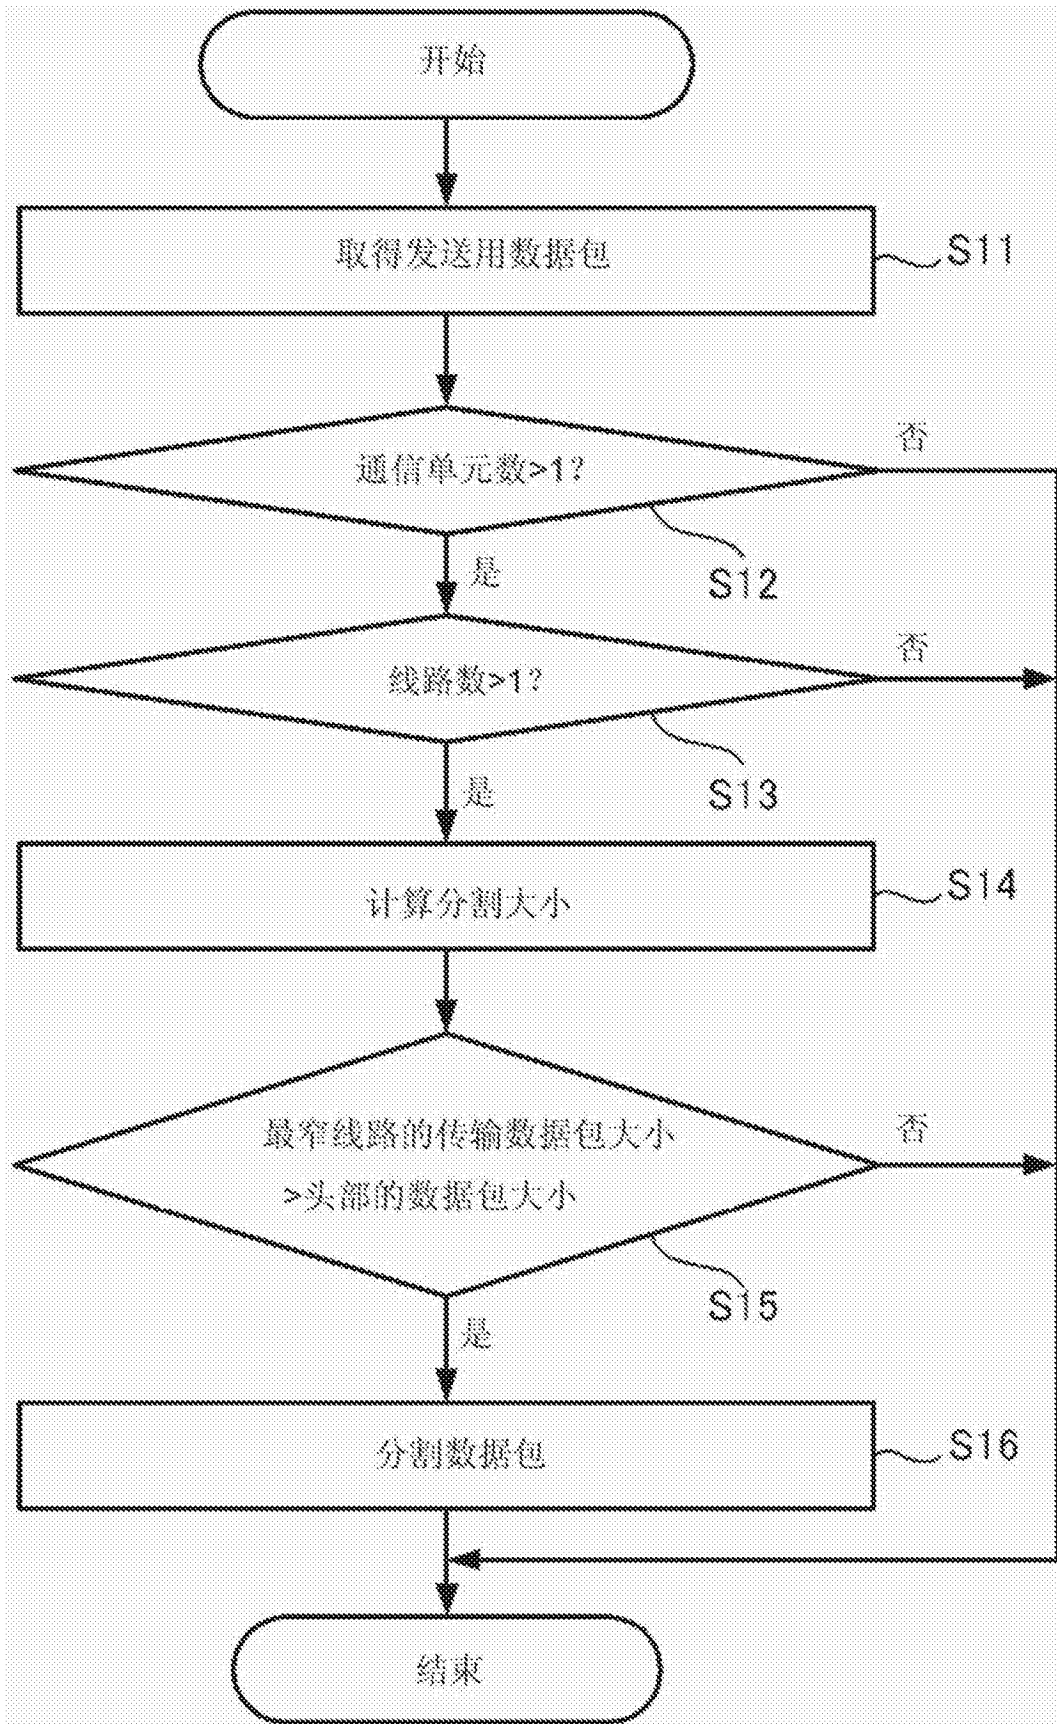 开始
取得发送用数据包
S11
通信单元数>1?
否
S12
是
线路数>1?
否
S13
是
计算分割大小
S14
最窄线路的传输数据包大小
>头部的数据包大小
否
S15
是
分割数据包
S16
结束